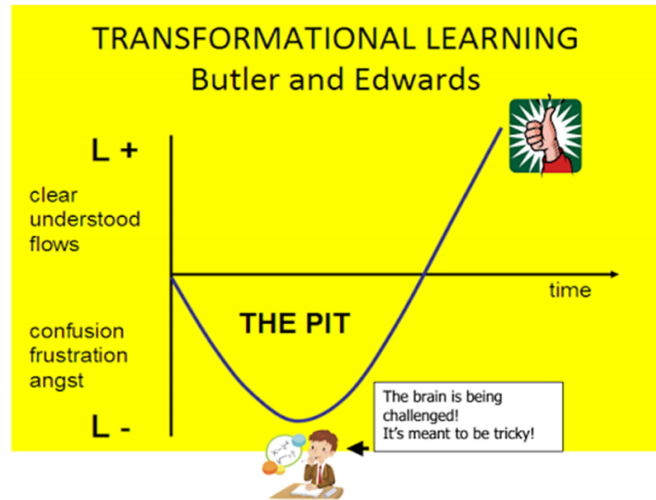 TRANSFORMATIONAL LEARNING
Butler and Edwards
L +
clear
understood
flows
time
THE PIT
confusion
frustration
angst
L -
The brain is being
challenged!
It's meant to be tricky!